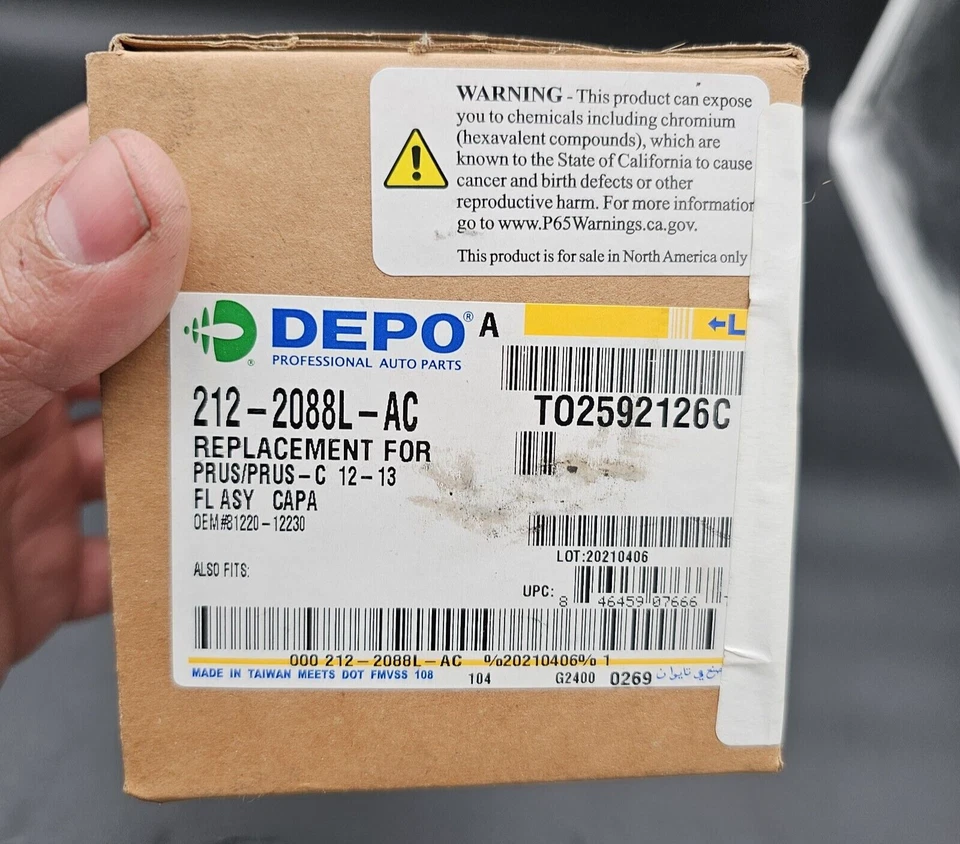 WARNING - This product can expose
you to chemicals including chromium
(hexavalent compounds), which are
known to the State of California to cause
cancer and birth defects or other
reproductive harm. For more information
go to www.P65Warnings.ca.gov.
This product is for sale in North America only
DEPO® A
←L
®
PROFESSIONAL AUTO PARTS
212-2088L-AC
TO2592126C
REPLACEMENT FOR
PRUS/PRUS-C 12-13
FL ASY CAPA
OEM#81220-12230
LOT:20210406
ALSO FITS:
UPC: 8 46459 07666
000 212-2088L-AC %20210406% 1
MADE IN TAIWAN MEETS DOT FMVSS 108 104 G2400 0269